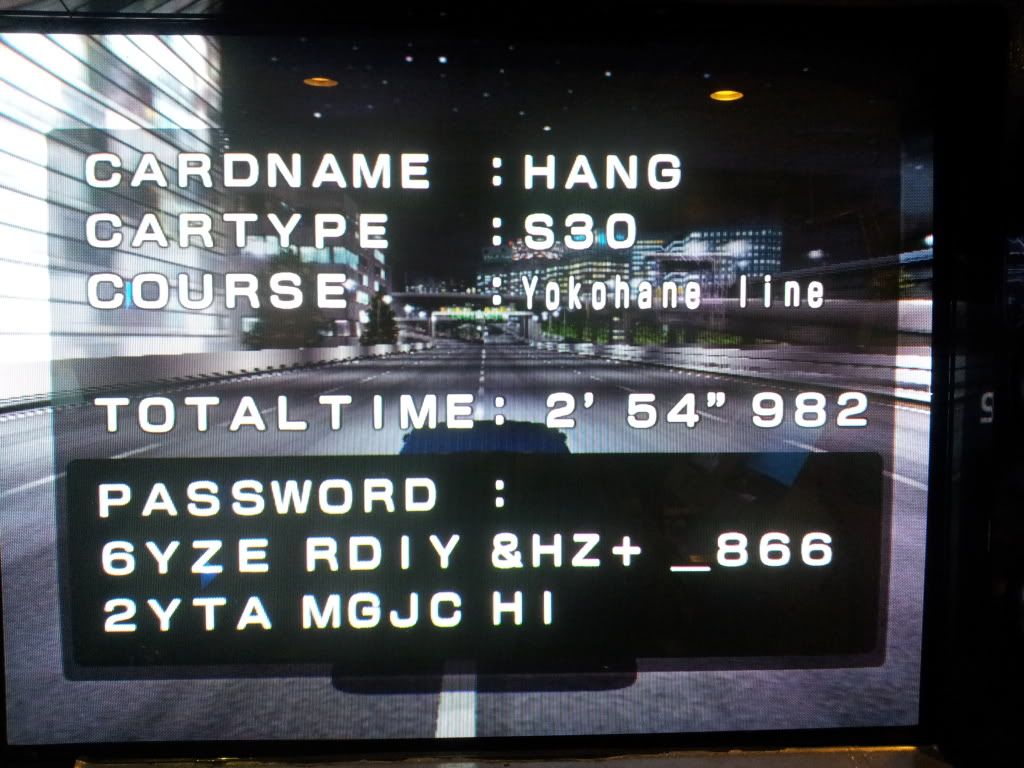 CARDNAME : HANG
CARTYPE : S30
COURSE : Yokohane line
TOTALTIME: 2' 54" 982
PASSWORD :
6YZE RDIY &HZ+ _866
2YTA MGJC HI